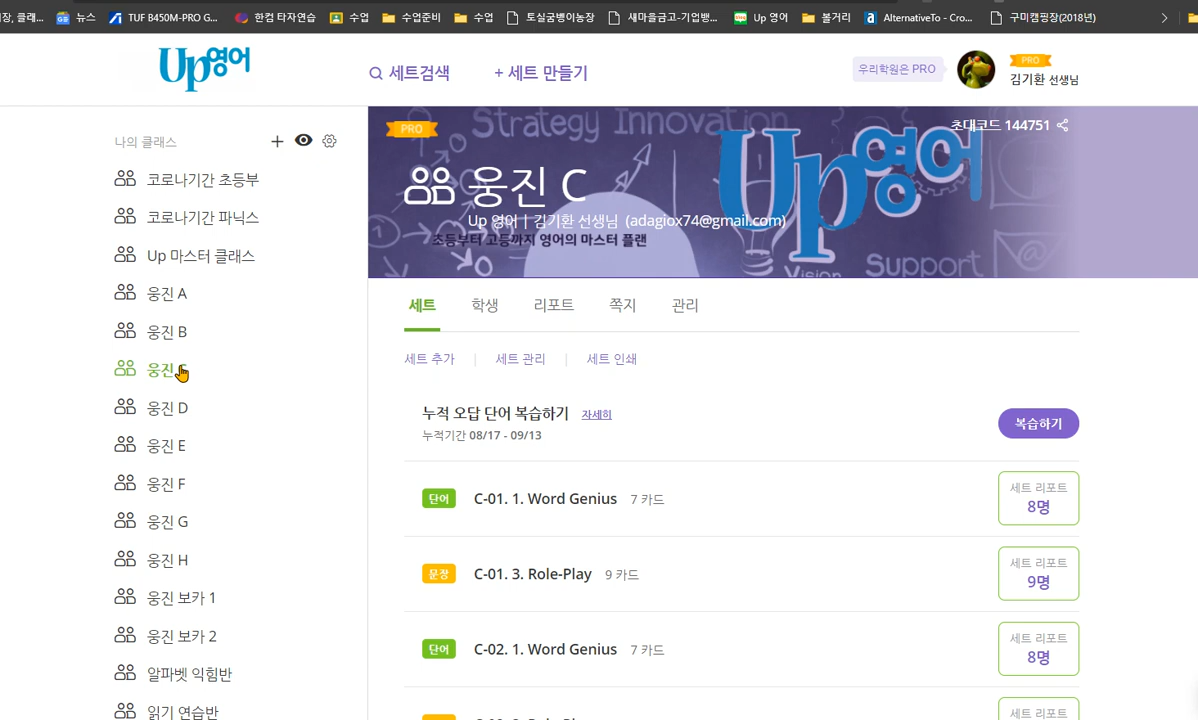 장, 클래...
뉴스
TUF B450M-PRO G...
한컴 타자연습
수업
수업준비
수업
토실굼뱅이농장
새마을금고-기업뱅...
Up 영어
볼거리
AlternativeTo - Cro...
구미캠핑장(2018년)
Up영어
세트검색
+ 세트 만들기
우리학원은 PRO
PRO
김기환 선생님
나의 클래스
코로나기간 초등부
코로나기간 파닉스
Up 마스터 클래스
웅진 A
웅진 B
웅진
웅진 D
웅진 E
웅진 F
웅진 G
웅진 H
웅진 보카 1
웅진 보카 2
알파벳 익힘반
읽기 연습반
PRO
Strategy Innovation
초대코드 144751
웅진 C
Up영어
Up 영어 | 김기환 선생님 (adagiox74@gmail.com)
초등부터 고등까지 영어의 마스터 플랜
Vision
Support
세트
학생
리포트
쪽지
관리
세트 추가 | 세트 관리 | 세트 인쇄
누적 오답 단어 복습하기 자세히
누적기간 08/17 - 09/13
복습하기
단어 C-01. 1. Word Genius 7 카드
세트 리포트
8명
문장 C-01. 3. Role-Play 9 카드
세트 리포트
9명
단어 C-02. 1. Word Genius 7 카드
세트 리포트
8명
세트 리포트